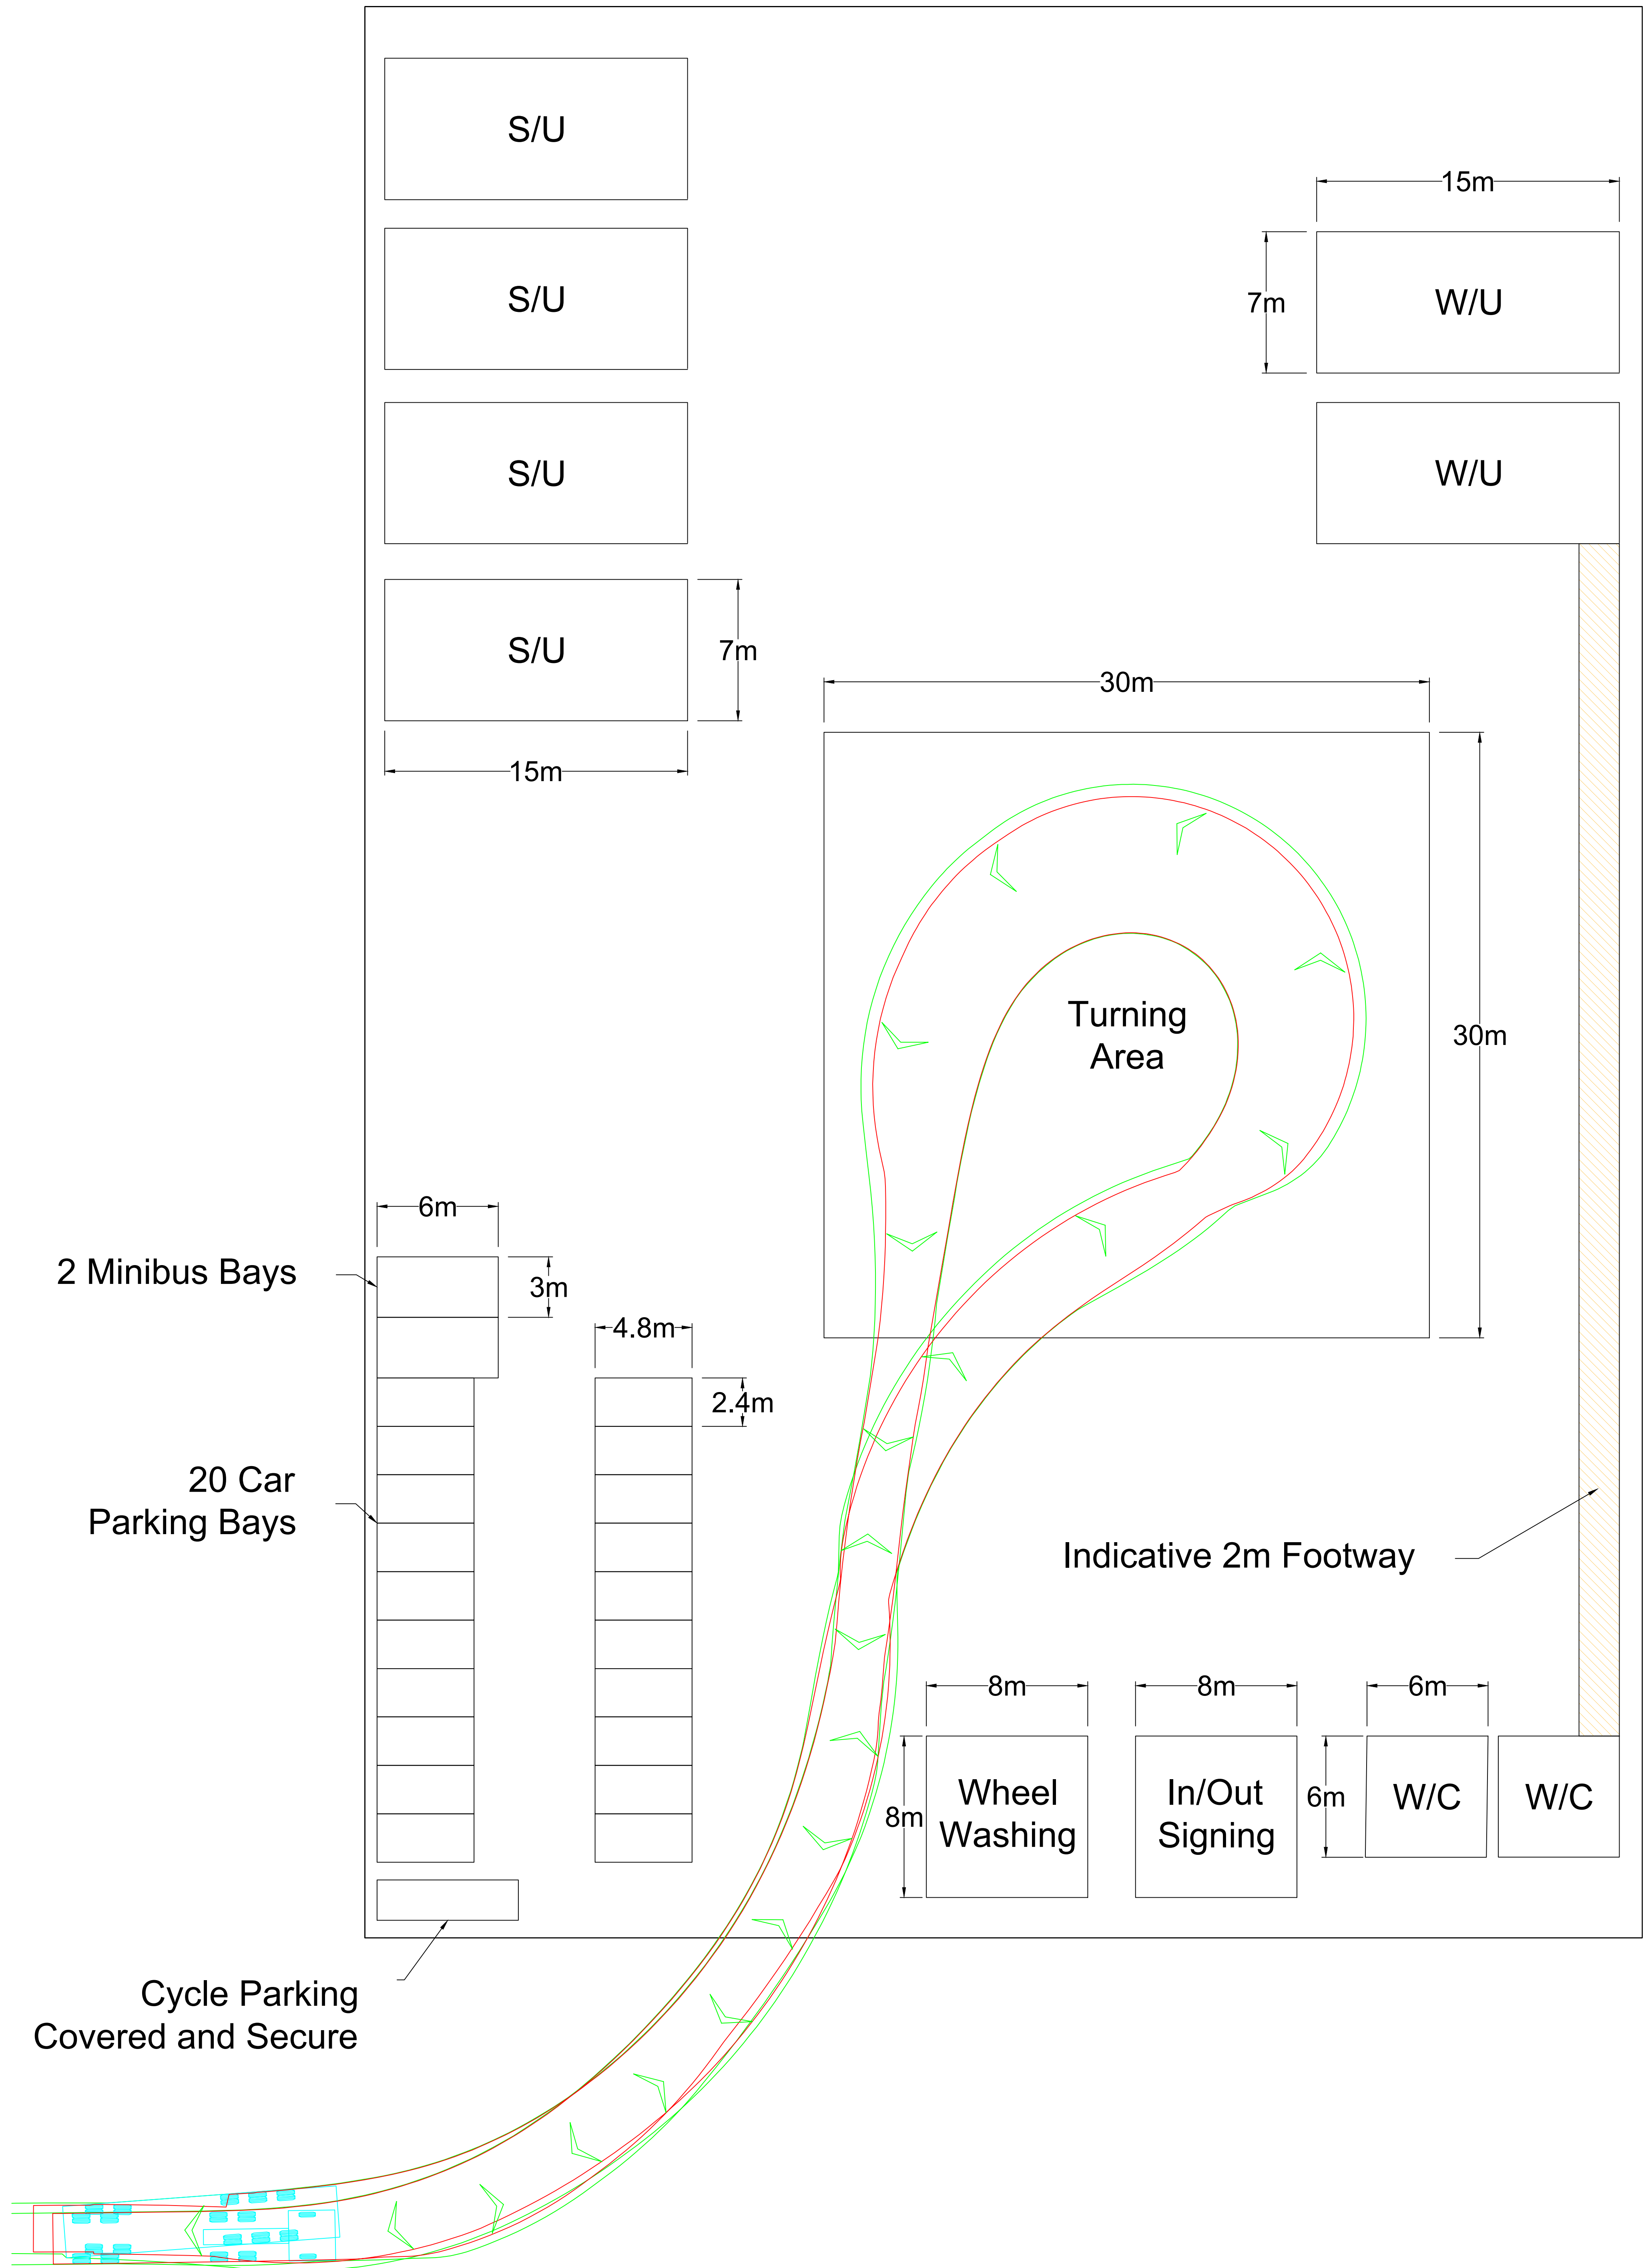 S/U
15m
S/U
7m
W/U
S/U
W/U
S/U
7m
15m
30m
Turning
Area
30m
6m
2 Minibus Bays
3m
4.8m
2.4m
20 Car
Parking Bays
Indicative 2m Footway
8m
8m
6m
Wheel
Washing
8m
In/Out
Signing
6m
W/C
W/C
Cycle Parking
Covered and Secure